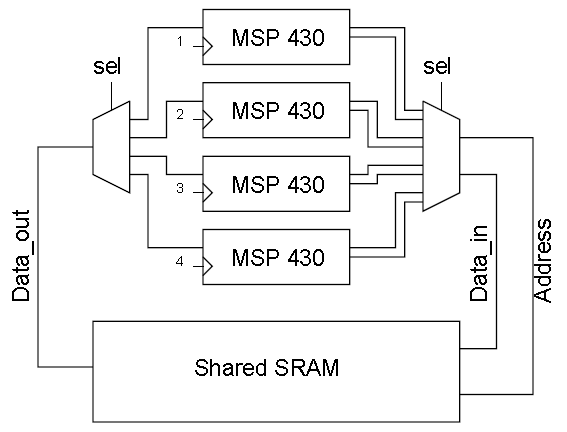 MSP 430
1
sel
sel
MSP 430
2
MSP 430
3
MSP 430
4
Data_out
Data_in
Address
Shared SRAM